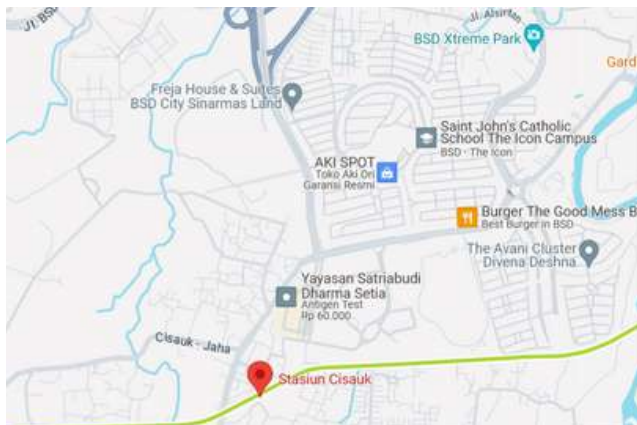 Jl. Alsirfan
Jl. BSD
BSD Xtreme Park
Gard
Freja House & Suites
BSD City Sinarmas Land
Saint John's Catholic
School The Icon Campus
BSD - The Icon
AKI SPOT
Toko Aki Ori
Garansi Resmi
Burger The Good Mess B
Best Burger in BSD
The Avani Cluster
Divena Deshna
Yayasan Satriabudi
Dharma Setia
Antigen Test
Rp 60.000
Cisauk - Jaha
Stasiun Cisauk